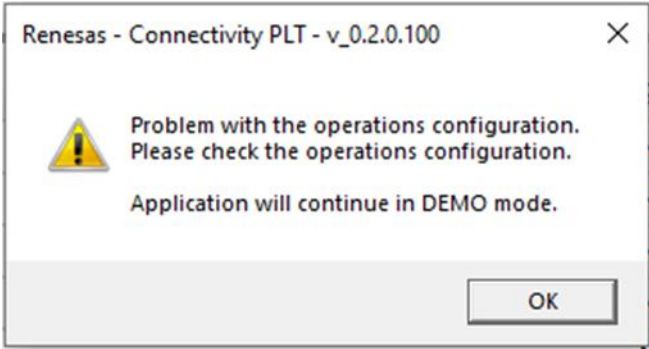 Renesas - Connectivity PLT - v_0.2.0.100
Problem with the operations configuration.
Please check the operations configuration.
Application will continue in DEMO mode.
OK